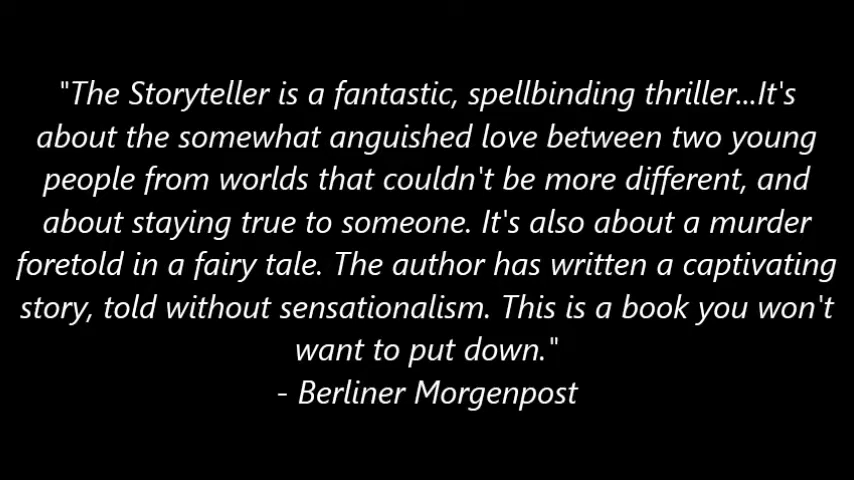 "The Storyteller is a fantastic, spellbinding thriller...It's
about the somewhat anguished love between two young
people from worlds that couldn't be more different, and
about staying true to someone. It's also about a murder
foretold in a fairy tale. The author has written a captivating
story, told without sensationalism. This is a book you won't
want to put down."
- Berliner Morgenpost